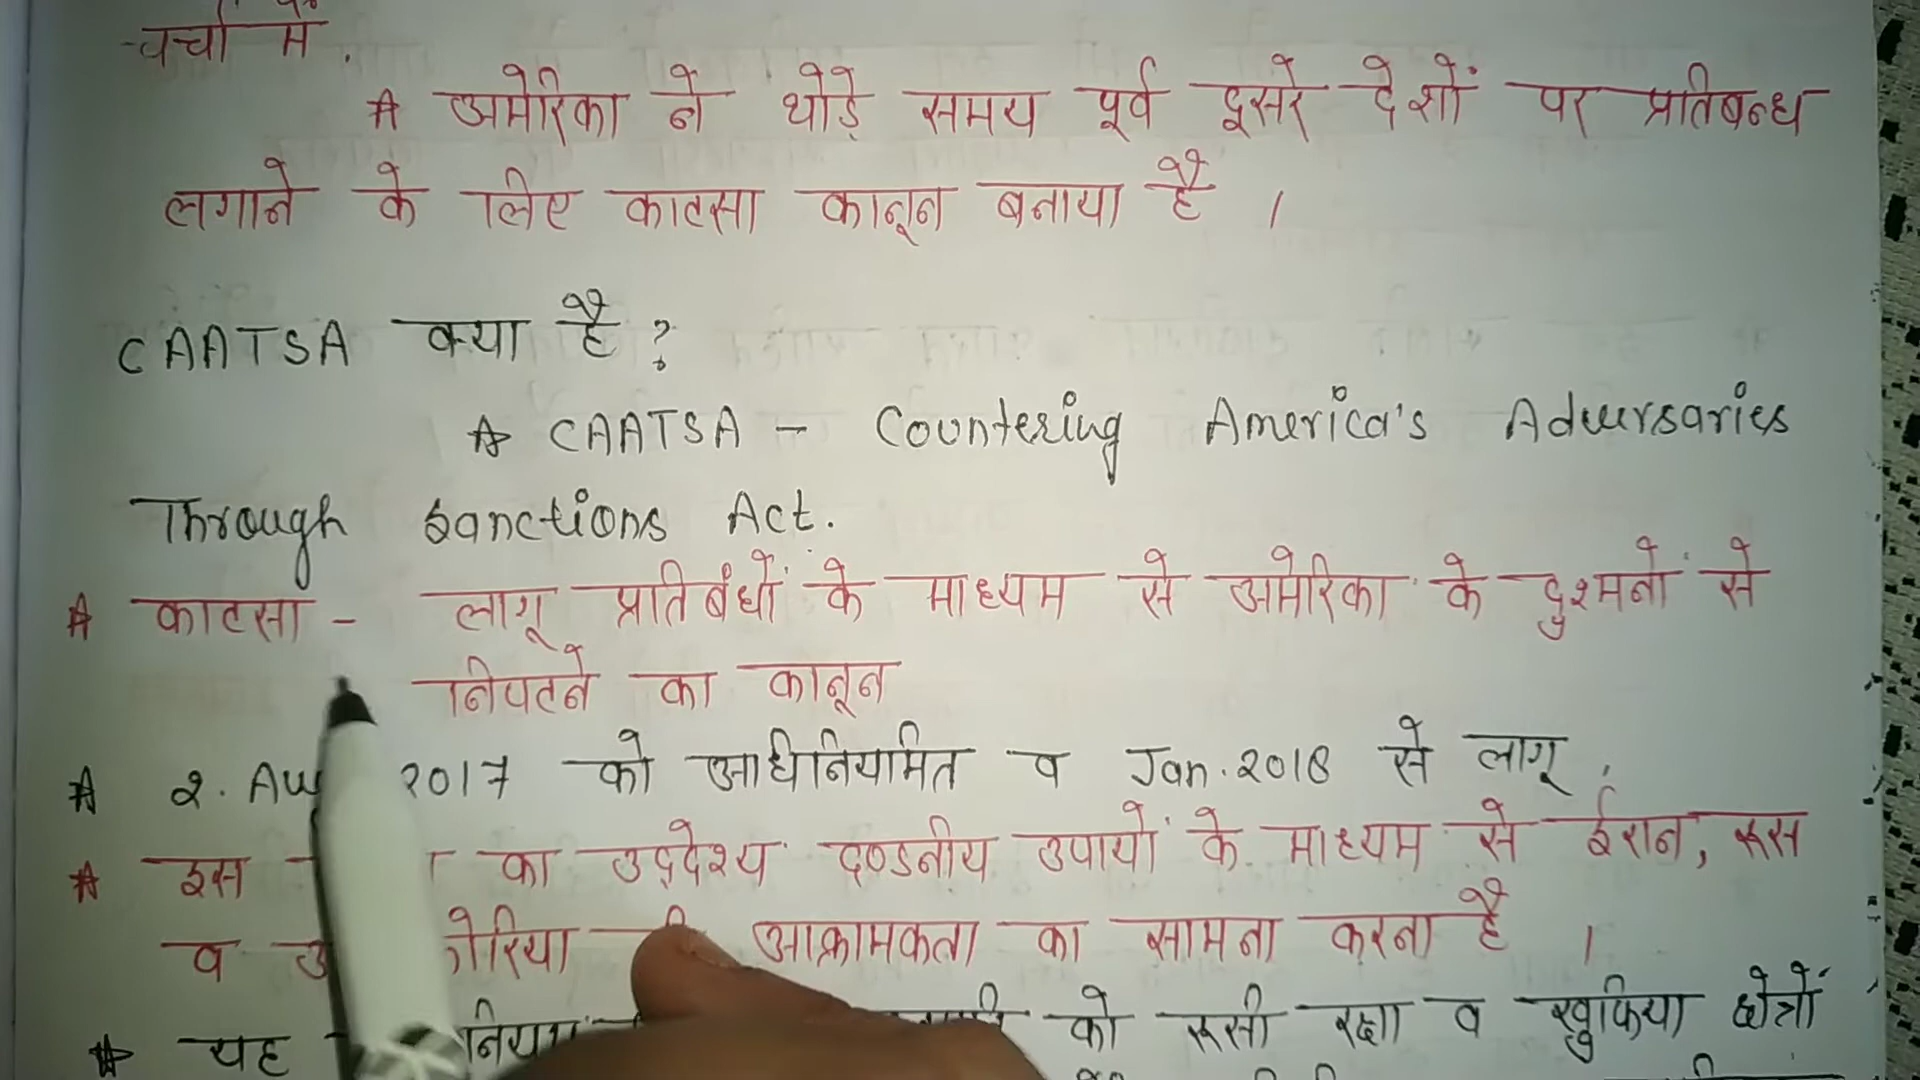 चर्चा में .
अमेरिका ने थोड़े समय पूर्व दूसरे देशों पर प्रतिबन्ध
लगाने के लिए काटसा कानून बनाया है ।
CAATSA क्या है ?
CAATSA - Countering America's Adversaries
Through Sanctions Act.
काटसा - लागू प्रतिबंधों के माध्यम से अमेरिका के दुश्मनों से
निपटने का कानून
2. Aug 2017 को अधिनियमित व Jan. 2018 से लागू .
इस का उद्देश्य दण्डनीय उपायों के माध्यम से ईरान, रूस
व कोरिया की आक्रामकता का सामना करना है ।
यह को रूसी रक्षा व खुफिया क्षेत्रों